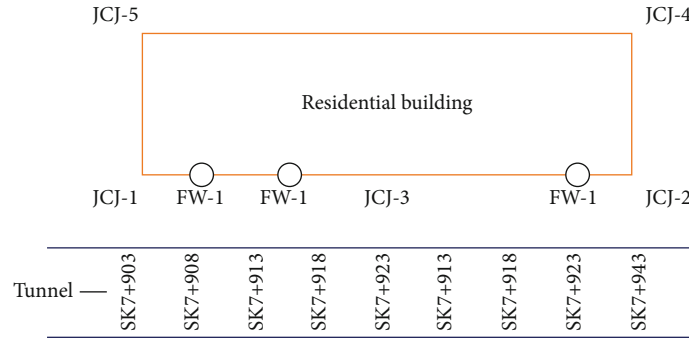 JCJ-5
JCJ-4
Residential building
JCJ-1
FW-1
FW-1
JCJ-3
FW-1
JCJ-2
Tunnel
SK7+903
SK7+908
SK7+913
SK7+918
SK7+923
SK7+913
SK7+918
SK7+923
SK7+943